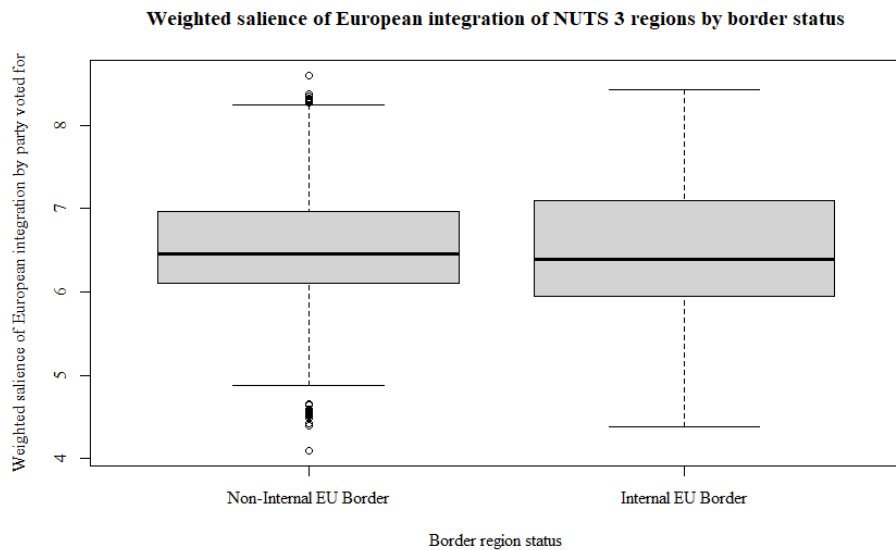 Weighted salience of European integration of NUTS 3 regions by border status
Weighted salience of European integration by party voted for
8
7
6
5
4
Non-Internal EU Border
Internal EU Border
Border region status